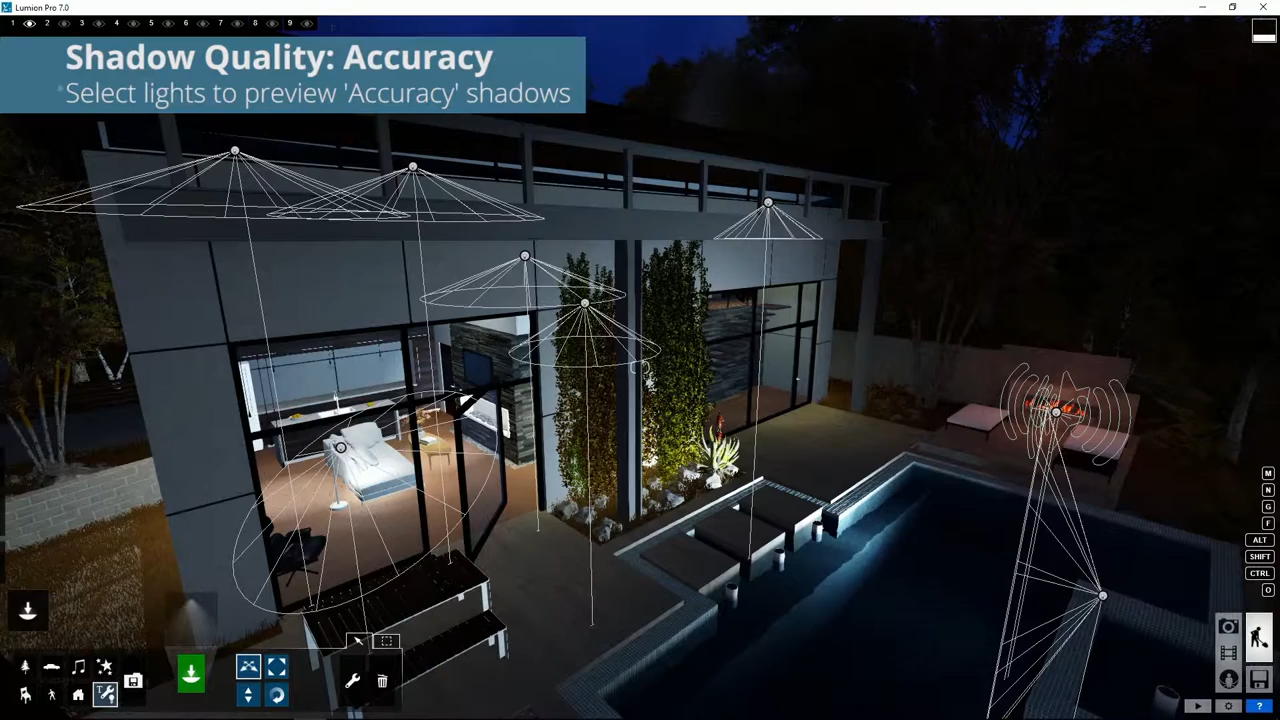 Lumion Pro 7.0
1 2 3 4 5 6 7 8 9
Shadow Quality: Accuracy
Select lights to preview 'Accuracy' shadows
M
N
G
F
ALT
SHIFT
CTRL
O
T
?